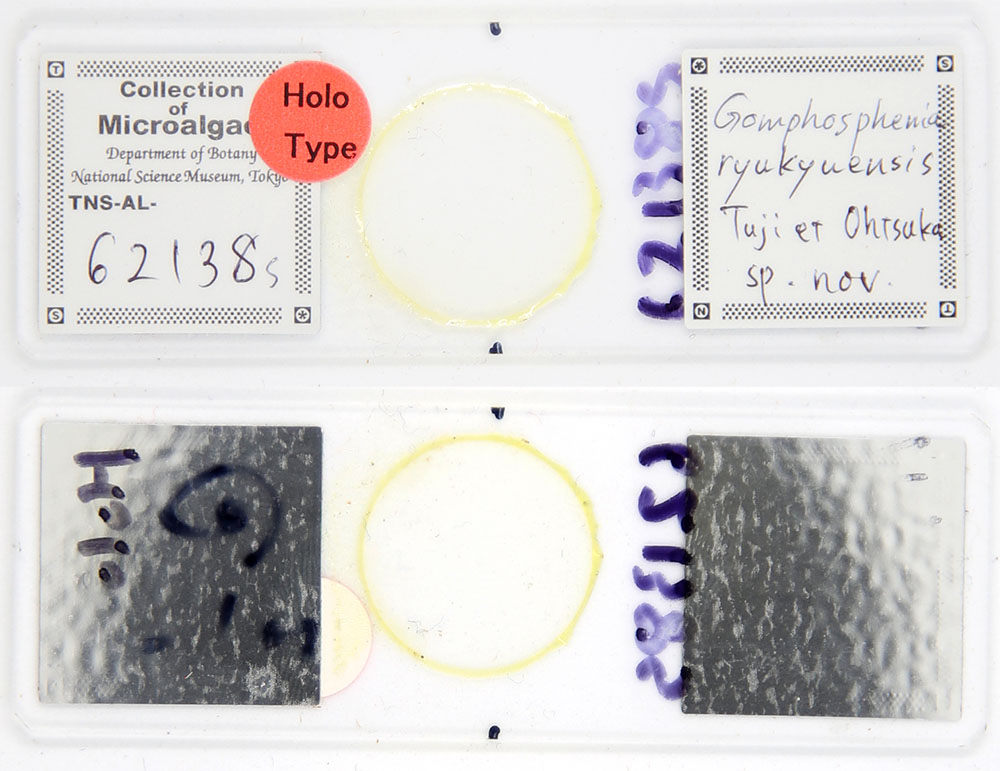 Collection
of
Microalgae
Department of Botany
National Science Museum, Tokyo
TNS-AL-
62138s
Holo
Type
62138s
Gomphosphenia
ryukyuensis
Tuji et Ohtsuka
sp. nov.
Holo
62138s